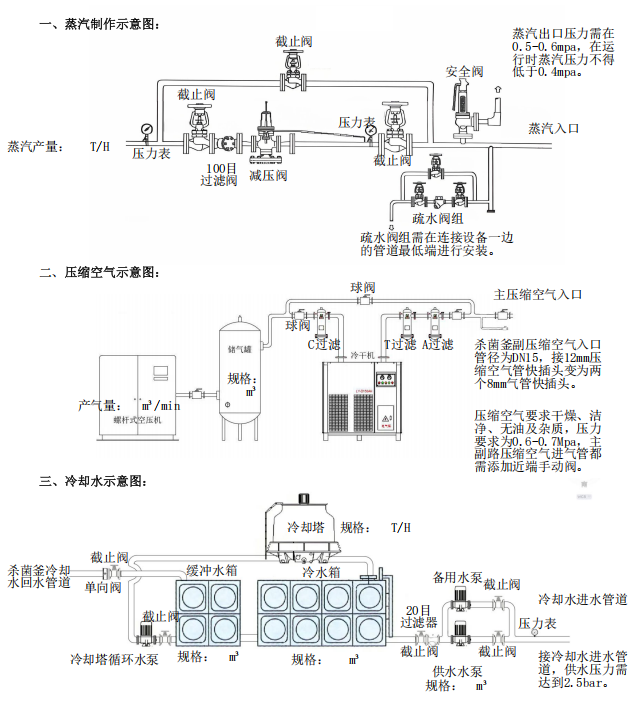 一、蒸汽制作示意图:
截止阀
蒸汽出口压力需在
0.5-0.6mpa,在运
行时蒸汽压力不得
低于0.4mpa。
安全阀
截止阀
压力表
蒸汽入口
蒸汽产量: T/H
压力表
100目
过滤阀
减压阀
截止阀
疏水阀组
疏水阀组需在连接设备一边
的管道最低端进行安装。
二、压缩空气示意图:
球阀
主压缩空气入口
球阀
C过滤
T过滤
A过滤
储气罐
冷干机
规格:
m³
杀菌釜副压缩空气入口
管径为DN15,接12mm压
缩空气管快插头变为两
个8mm气管快插头。
产气量: m³/min
螺杆式空压机
压缩空气要求干燥、洁
净、无油及杂质,压力
要求为0.6-0.7Mpa,主
副路压缩空气进气管都
需添加近端手动阀。
三、冷却水示意图:
冷却塔 规格: T/H
截止阀
杀菌釜冷却
水回水管道
单向阀
缓冲水箱
冷水箱
备用水泵
截止阀
冷却水进水管道
截止阀
20目
过滤器
压力表
冷却塔循环水泵
规格: m³
规格: m³
截止阀
供水水泵
规格: m³
截止阀
接冷却水进水管
道,供水压力需
达到2.5bar。